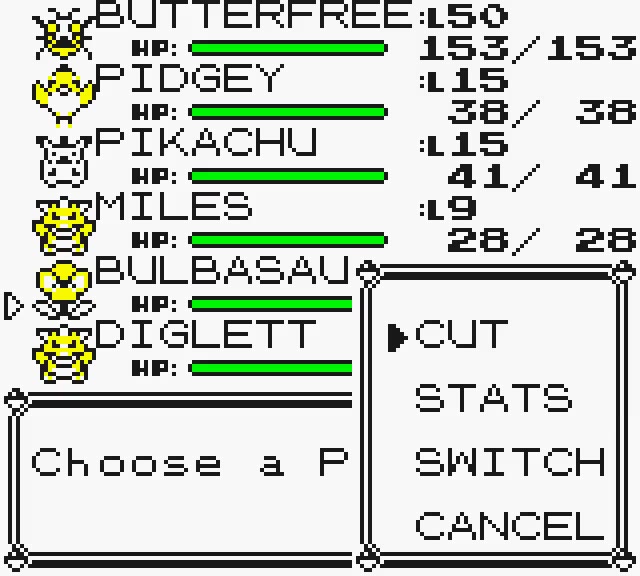 BUTTERFREE :L50
HP: 153/153
PIDGEY :L15
HP: 38/ 38
PIKACHU :L15
HP: 41/ 41
MILES :L9
HP: 28/ 28
BULBASAU
HP:
DIGLETT
HP:
CUT
STATS
SWITCH
CANCEL
Choose a P